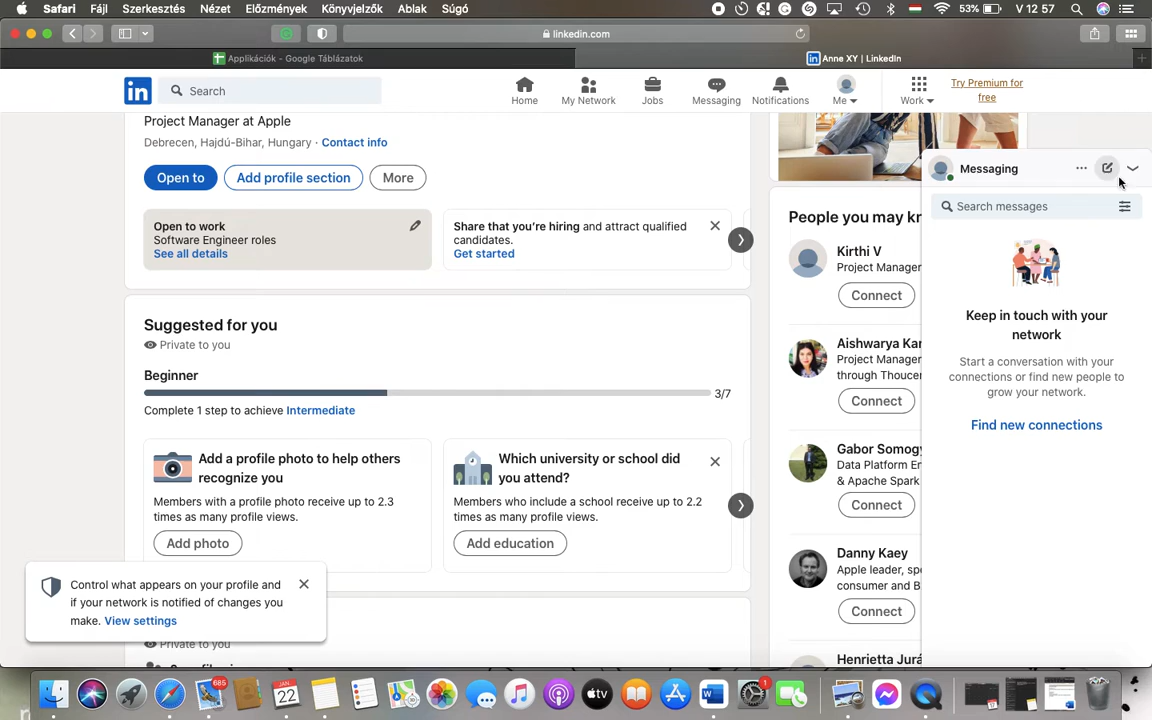 Safari Fájl Szerkesztés Nézet Előzmények Könyvjelzők Ablak Súgó 53% V 12 57
linkedin.com
Applikációk - Google Táblázatok
in Anne XY | LinkedIn
in Search Home My Network Jobs Messaging Notifications Me Work Try Premium for free
Project Manager at Apple
Debrecen, Hajdú-Bihar, Hungary · Contact info
Open to Add profile section More
Open to work
Software Engineer roles
See all details
Share that you're hiring and attract qualified
candidates.
Get started
Suggested for you
Private to you
Beginner
3/7
Complete 1 step to achieve Intermediate
Add a profile photo to help others
recognize you
Members with a profile photo receive up to 2.3
times as many profile views.
Add photo
Which university or school did
you attend?
Members who include a school receive up to 2.2
times as many profile views.
Add education
Control what appears on your profile and
if your network is notified of changes you
make. View settings
Private to you
People you may kr
Kirthi V
Project Manager
Connect
Aishwarya Kar
Project Manager
through Thoucer
Connect
Gabor Somogy
Data Platform Er
& Apache Spark
Connect
Danny Kaey
Apple leader, spe
consumer and B
Connect
Henrietta Jurá
Messaging
Search messages
Keep in touch with your
network
Start a conversation with your
connections or find new people to
grow your network.
Find new connections
685
JAN
22
tv
W
1